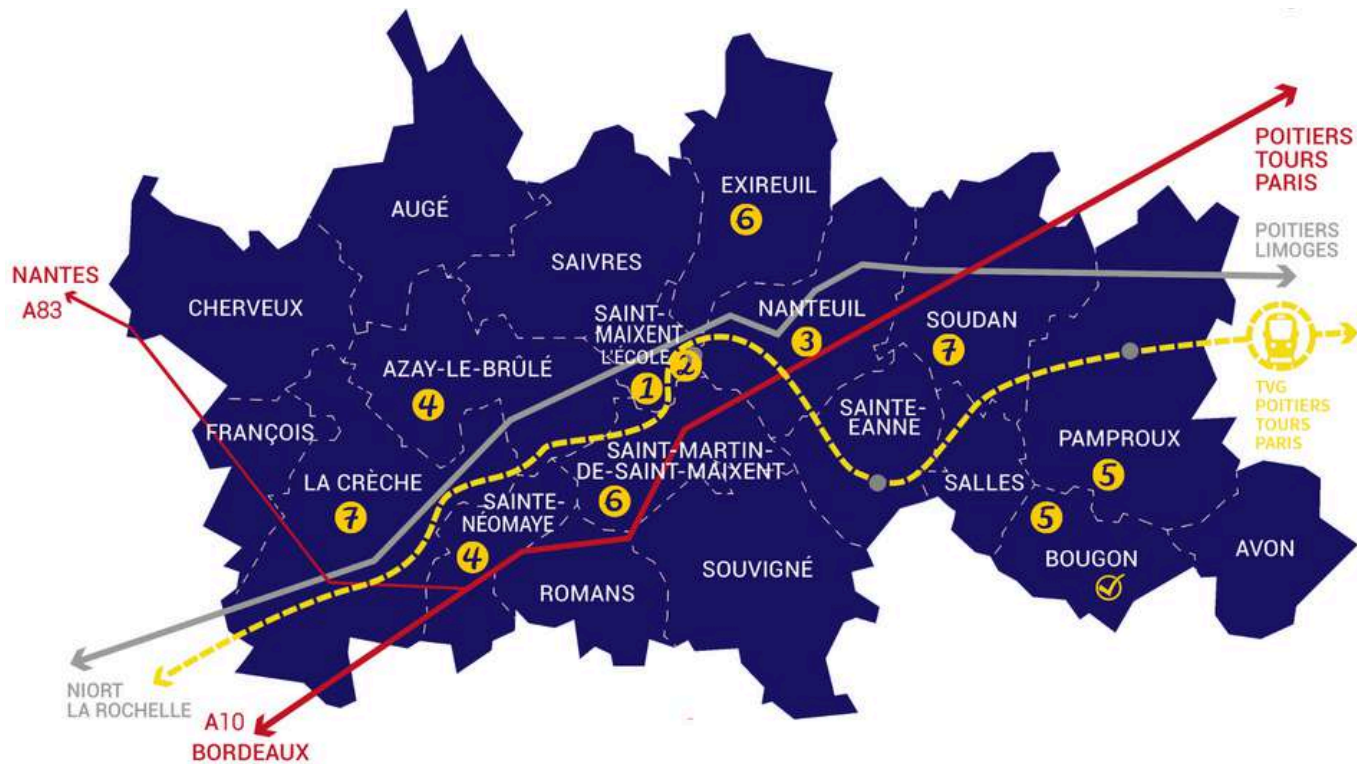 EXIREUIL
6
POITIERS
TOURS
PARIS
AUGÉ
POITIERS
LIMOGES
SAIVRES
NANTES
A83
CHERVEUX
SAINT-
MAIXENT
L'ÉCOLE
1
2
NANTEUIL
3
SOUDAN
7
AZAY-LE-BRÛLÉ
4
TVG
POITIERS
TOURS
PARIS
SAINTE-
EANNE
FRANÇOIS
PAMPROUX
5
SAINT-MARTIN-
DE-SAINT-MAIXENT
6
LA CRÈCHE
7
SALLES
5
SAINTE-
NÉOMAYE
4
BOUGON
AVON
SOUVIGNÉ
ROMANS
NIORT
LA ROCHELLE
A10
BORDEAUX